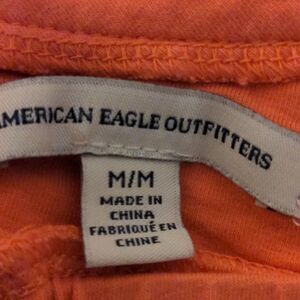 AMERICAN EAGLE OUTFITTERS
M/M
MADE IN
CHINA
FABRIQUÉ EN
CHINE